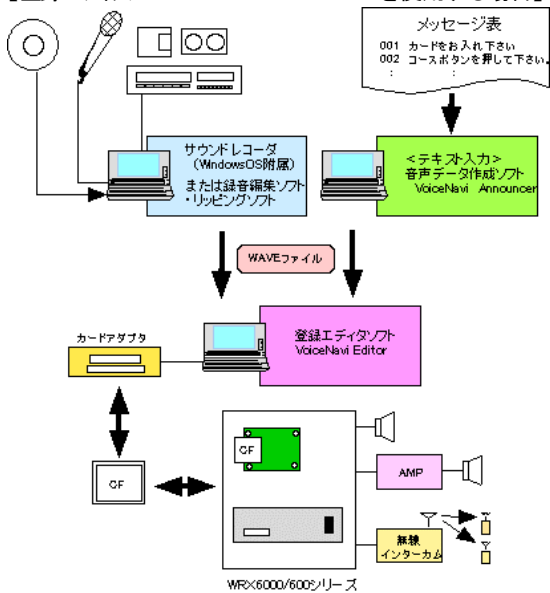 メッセージ表
001 カードをお入れ下さい
002 コースボタンを押して下さい。
: :
サウンドレコーダ
(WindowsOS附属)
または録音編集ソフト
・リッピングソフト
<テキスト入力>
音声データ作成ソフト
VoiceNavi Announcer
WAVEファイル
カードアダプタ
登録エディタソフト
VoiceNavi Editor
CF
CF
AMP
無線
インターカム
WRX6000/600シリーズ